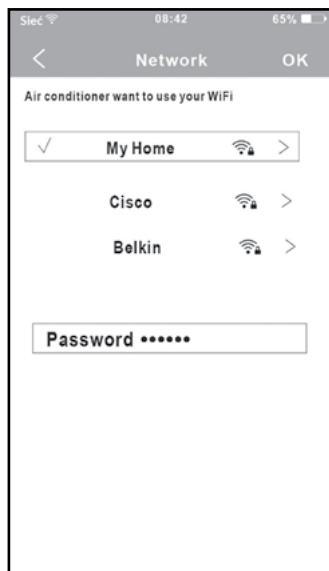 Sieć 08:42 65%
Network OK
Air conditioner want to use your WiFi
My Home
Cisco
Belkin
Password ••••••